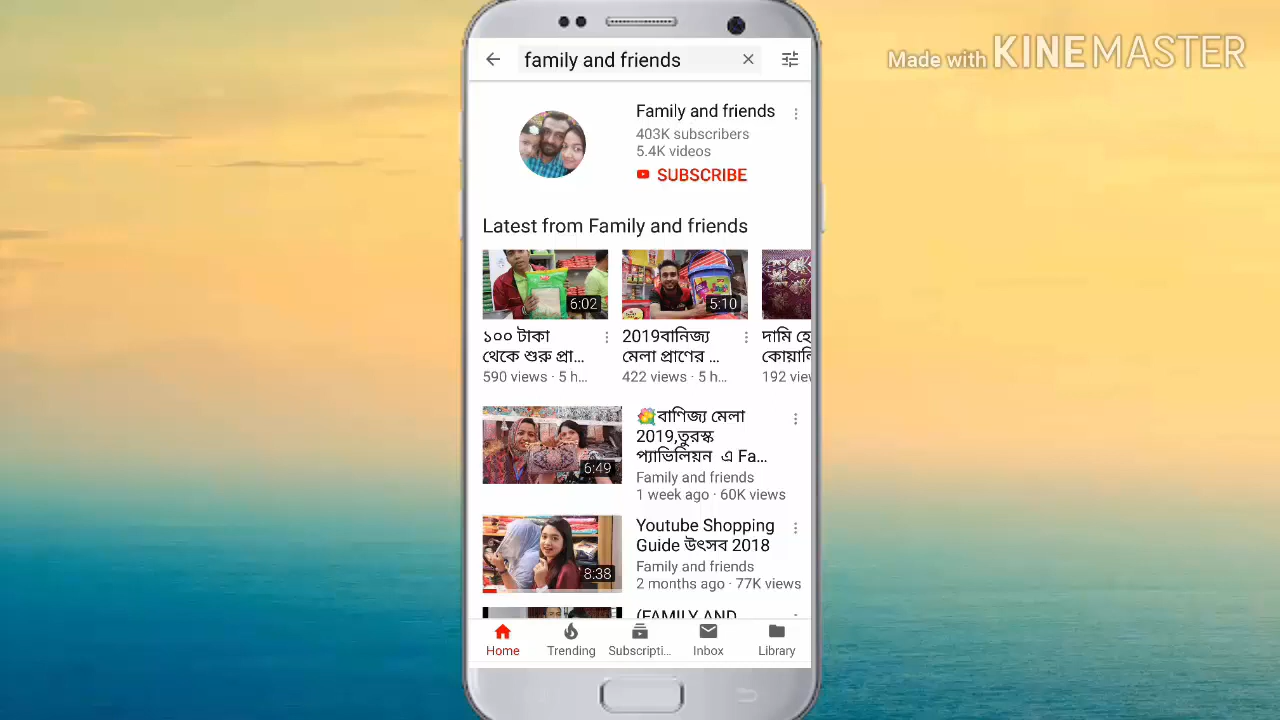 Made with KINEMASTER
family and friends
Family and friends
403K subscribers
5.4K videos
SUBSCRIBE
Latest from Family and friends
6:02
5:10
১০০ টাকা
থেকে শুরু প্রা...
590 views · 5 h...
2019বানিজ্য
মেলা প্রাণের ...
422 views · 5 h...
দামি হে
কোয়ালি
192 view
6:49
বাণিজ্য মেলা
2019,তুরস্ক
প্যাভিলিয়ন এ Fa...
Family and friends
1 week ago · 60K views
8:38
Youtube Shopping
Guide উৎসব 2018
Family and friends
2 months ago · 77K views
(FAMILY AND
Home
Trending
Subscripti...
Inbox
Library